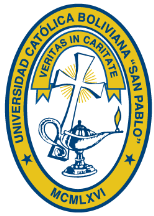 UNIVERSIDAD CATÓLICA BOLIVIANA "SAN PABLO"
VERITAS IN CARITATE
MCMLXVI